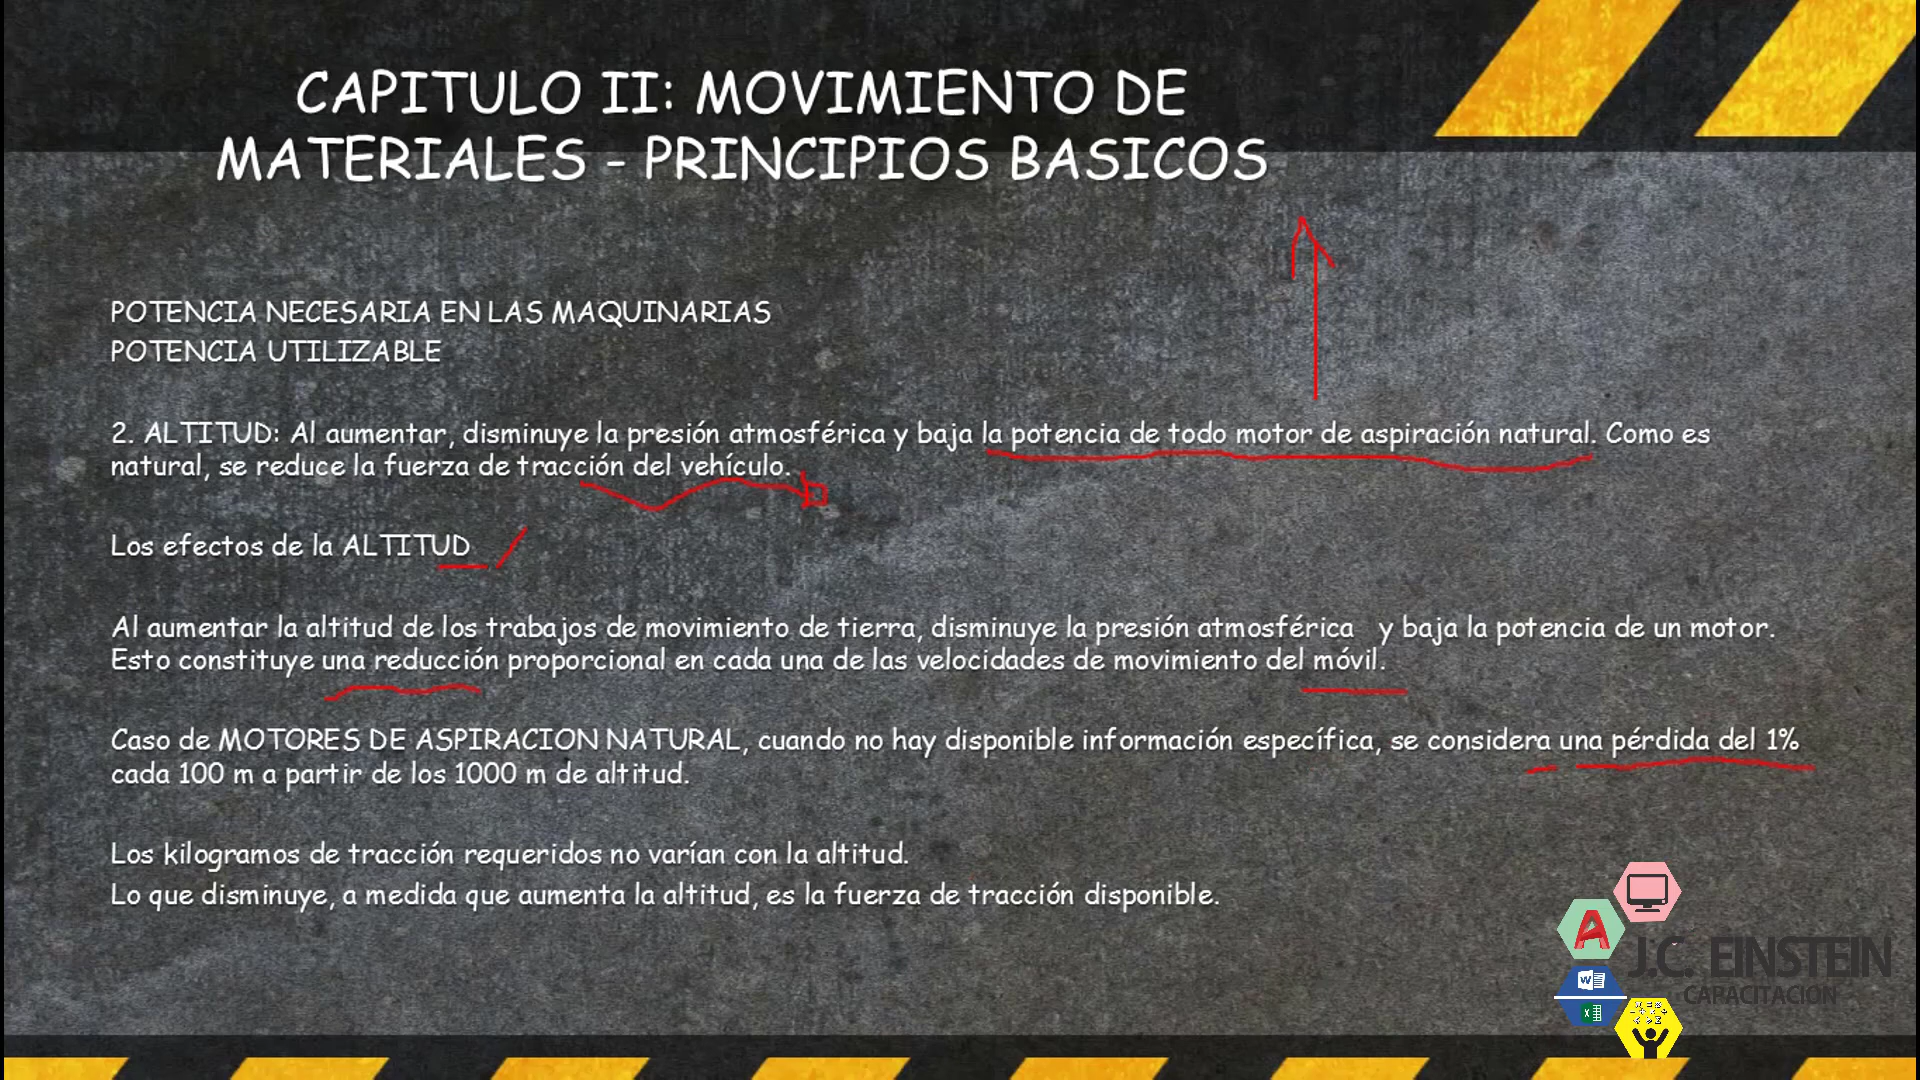 CAPITULO II: MOVIMIENTO DE
MATERIALES - PRINCIPIOS BASICOS
POTENCIA NECESARIA EN LAS MAQUINARIAS
POTENCIA UTILIZABLE
2. ALTITUD: Al aumentar, disminuye la presión atmosférica y baja la potencia de todo motor de aspiración natural. Como es
natural, se reduce la fuerza de tracción del vehículo.
Los efectos de la ALTITUD
Al aumentar la altitud de los trabajos de movimiento de tierra, disminuye la presión atmosférica y baja la potencia de un motor.
Esto constituye una reducción proporcional en cada una de las velocidades de movimiento del móvil.
Caso de MOTORES DE ASPIRACION NATURAL, cuando no hay disponible información específica, se considera una pérdida del 1%
cada 100 m a partir de los 1000 m de altitud.
Los kilogramos de tracción requeridos no varían con la altitud.
Lo que disminuye, a medida que aumenta la altitud, es la fuerza de tracción disponible.
A
J.C. EINSTEIN
W
CAPACITACION
X